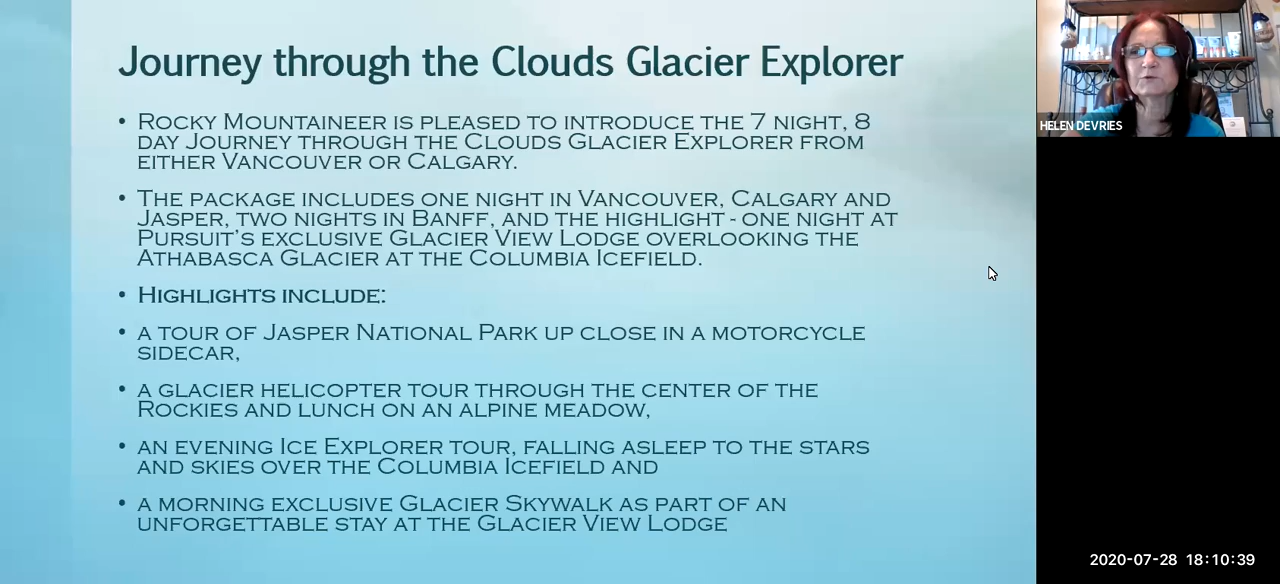 Journey through the Clouds Glacier Explorer
• Rocky Mountaineer is pleased to introduce the 7 night, 8
day Journey through the Clouds Glacier Explorer from
either Vancouver or Calgary.
• The package includes one night in Vancouver, Calgary and
Jasper, two nights in Banff, and the highlight - one night at
Pursuit's exclusive Glacier View Lodge overlooking the
Athabasca Glacier at the Columbia Icefield.
• Highlights include:
• a tour of Jasper National Park up close in a motorcycle
sidecar,
• a glacier helicopter tour through the center of the
Rockies and lunch on an alpine meadow,
• an evening Ice Explorer tour, falling asleep to the stars
and skies over the Columbia Icefield and
• a morning exclusive Glacier Skywalk as part of an
unforgettable stay at the Glacier View Lodge
HELEN DEVRIES
2020-07-28 18:10:39